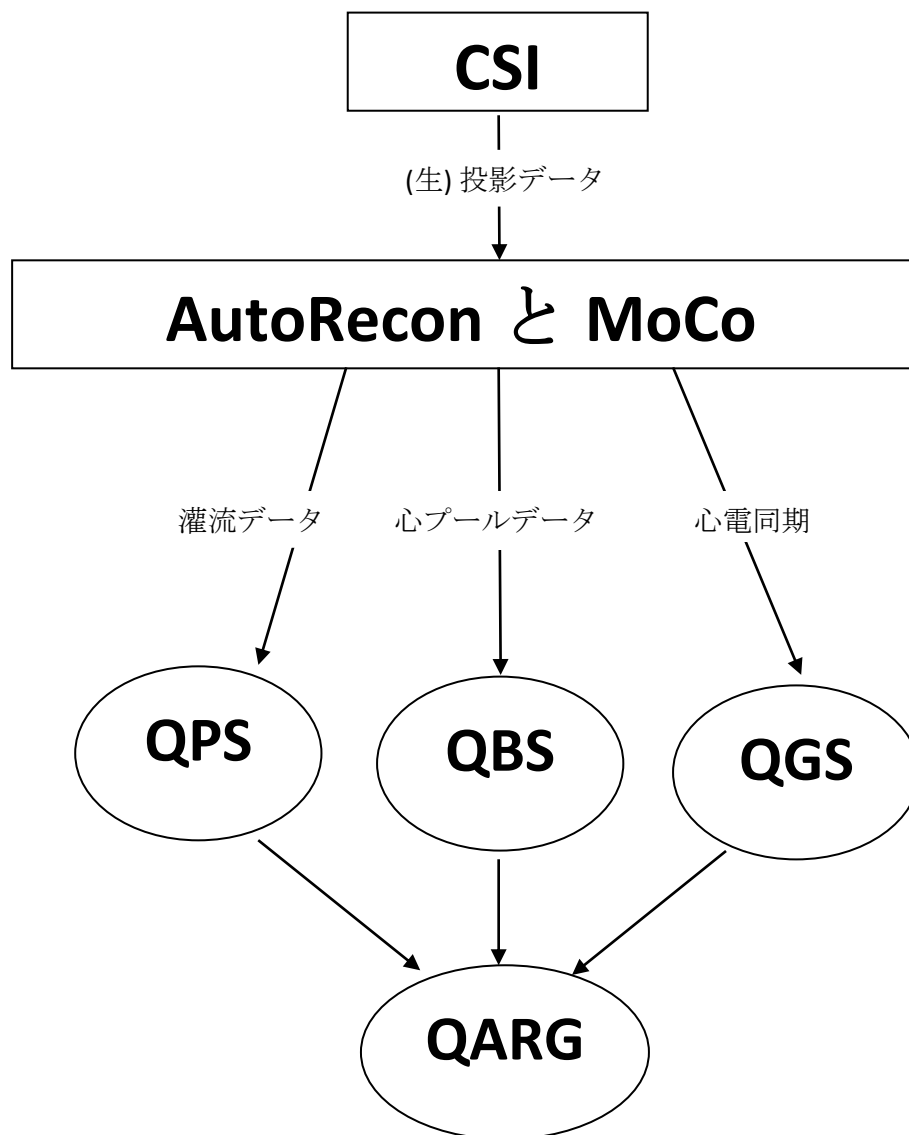 CSI
(生) 投影データ
AutoRecon と MoCo
灌流データ
心プールデータ
心電同期
QPS
QBS
QGS
QARG